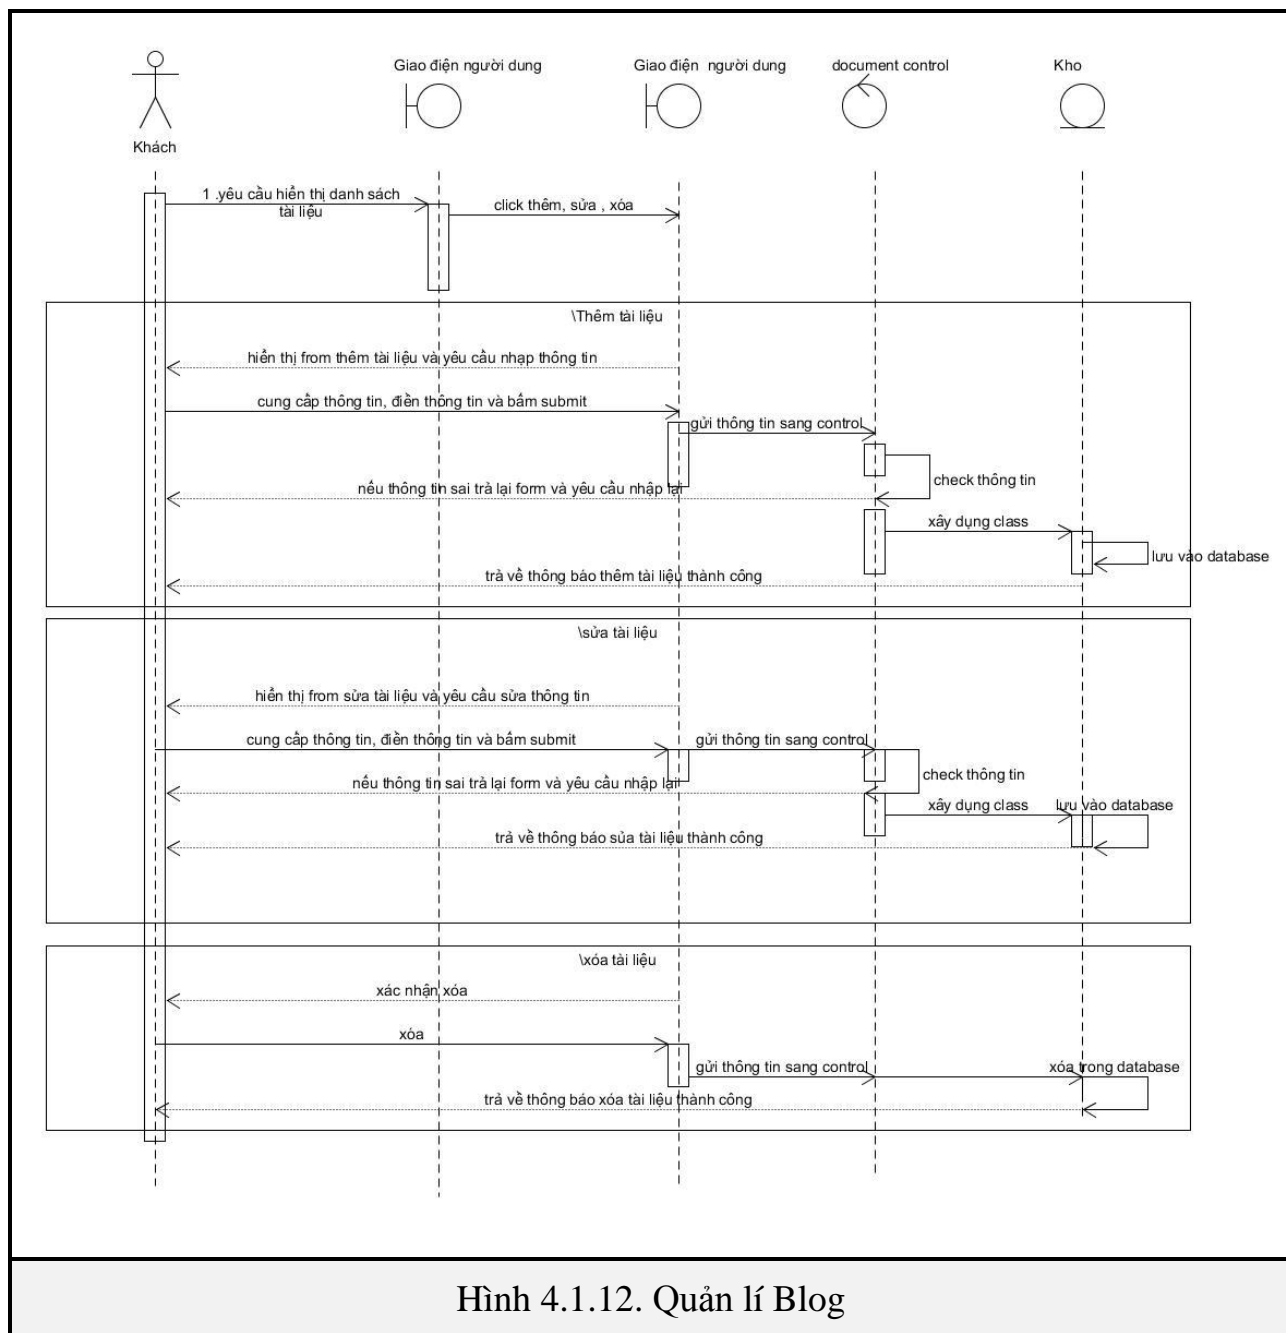 Giao điện người dung
Giao điện người dung
document control
Kho
Khách
1 .yêu cầu hiển thị danh sách
tài liệu
click thêm, sửa , xóa
\Thêm tài liệu
hiển thị from thêm tài liệu và yêu cầu nhạp thông tin
cung cấp thông tin, điền thông tin và bấm submit
gửi thông tin sang control
check thông tin
nếu thông tin sai trả lại form và yêu cầu nhập lại
xây dụng class
lưu vào database
trả về thông báo thêm tài liệu thành công
\sửa tài liệu
hiển thị from sửa tài liệu và yêu cầu sửa thông tin
cung cấp thông tin, điền thông tin và bấm submit
gửi thông tin sang control
check thông tin
nếu thông tin sai trả lại form và yêu cầu nhập lại
xây dụng class
lưu vào database
trả về thông báo sủa tài liệu thành công
\xóa tài liệu
xác nhận xóa
xóa
gửi thông tin sang control
xóa trong database
trả về thông báo xóa tài liệu thành công
Hình 4.1.12. Quản lí Blog